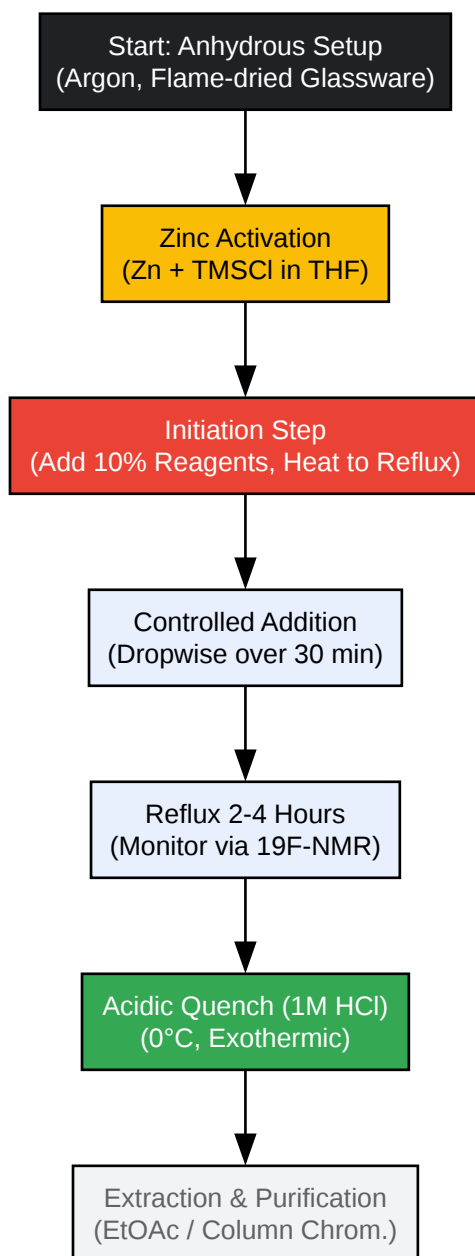 Start: Anhydrous Setup
(Argon, Flame-dried Glassware)
Zinc Activation
(Zn + TMSCl in THF)
Initiation Step
(Add 10% Reagents, Heat to Reflux)
Controlled Addition
(Dropwise over 30 min)
Reflux 2-4 Hours
(Monitor via 19F-NMR)
Acidic Quench (1M HCl)
(0°C, Exothermic)
Extraction & Purification
(EtOAc / Column Chrom.)